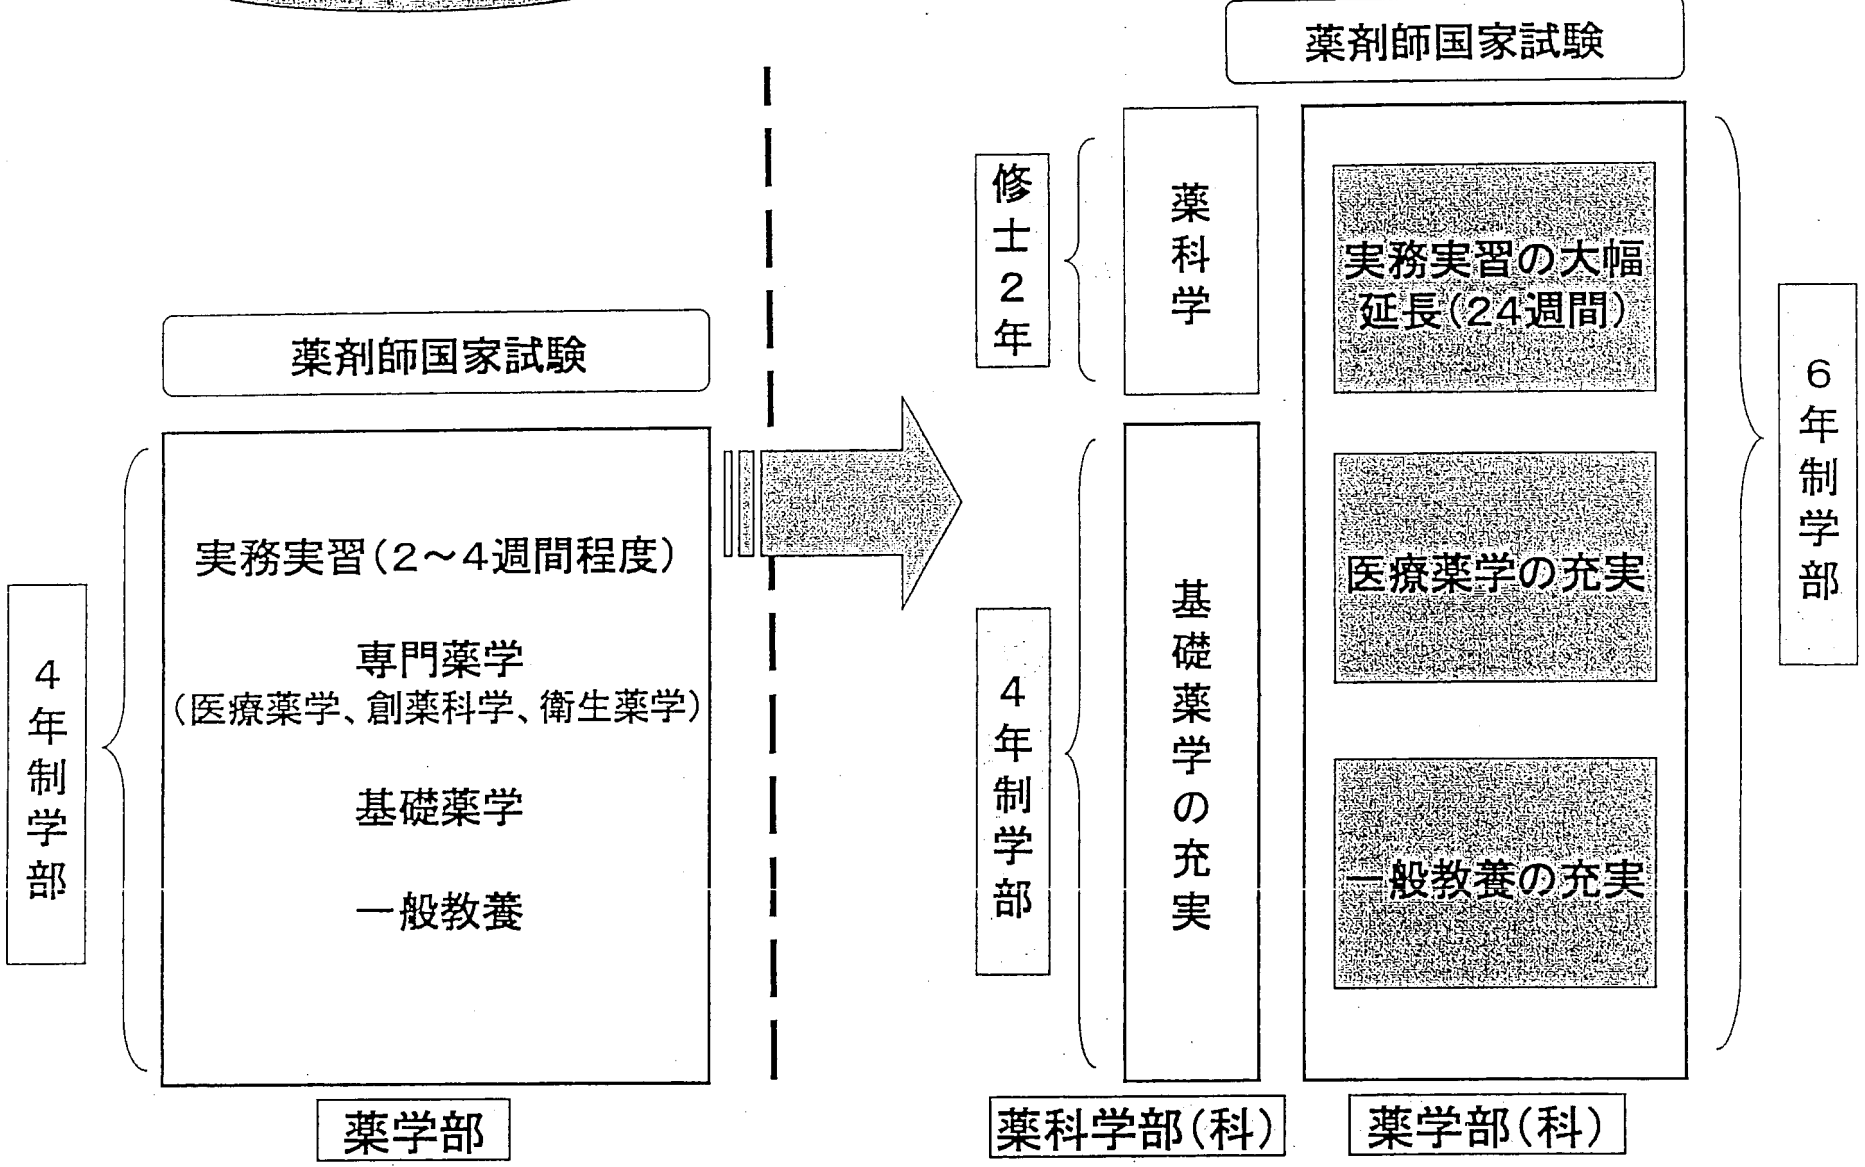 薬剤師国家試験
4年制学部
実務実習(2～4週間程度)
専門薬学
(医療薬学、創薬科学、衛生薬学)
基礎薬学
一般教養
薬学部
修士2年
薬科学
4年制学部
基礎薬学の充実
薬科学部(科)
薬剤師国家試験
実務実習の大幅
延長(24週間)
医療薬学の充実
一般教養の充実
6年制学部
薬学部(科)